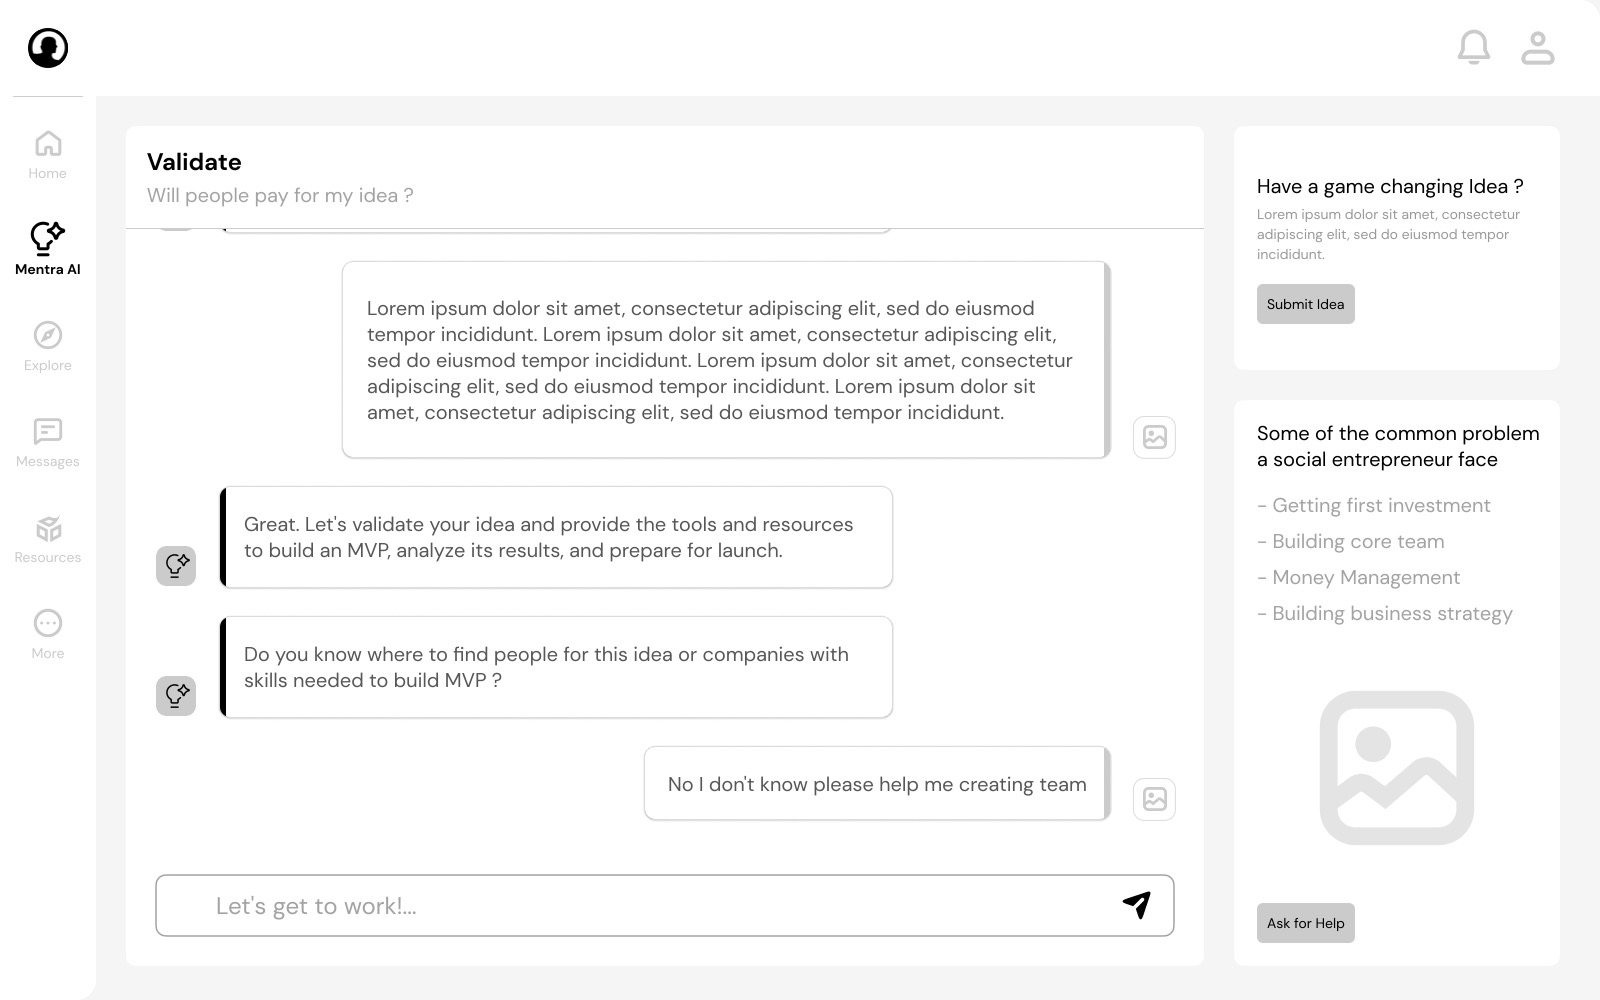 Home
Mentra AI
Explore
Messages
Resources
More
Validate
Will people pay for my idea ?
Lorem ipsum dolor sit amet, consectetur adipiscing elit, sed do eiusmod
tempor incididunt. Lorem ipsum dolor sit amet, consectetur adipiscing elit,
sed do eiusmod tempor incididunt. Lorem ipsum dolor sit amet, consectetur
adipiscing elit, sed do eiusmod tempor incididunt. Lorem ipsum dolor sit
amet, consectetur adipiscing elit, sed do eiusmod tempor incididunt.
Great. Let's validate your idea and provide the tools and resources
to build an MVP, analyze its results, and prepare for launch.
Do you know where to find people for this idea or companies with
skills needed to build MVP ?
No I don't know please help me creating team
Let's get to work!...
Have a game changing Idea ?
Lorem ipsum dolor sit amet, consectetur
adipiscing elit, sed do eiusmod tempor
incididunt.
Submit Idea
Some of the common problem
a social entrepreneur face
- Getting first investment
- Building core team
- Money Management
- Building business strategy
Ask for Help